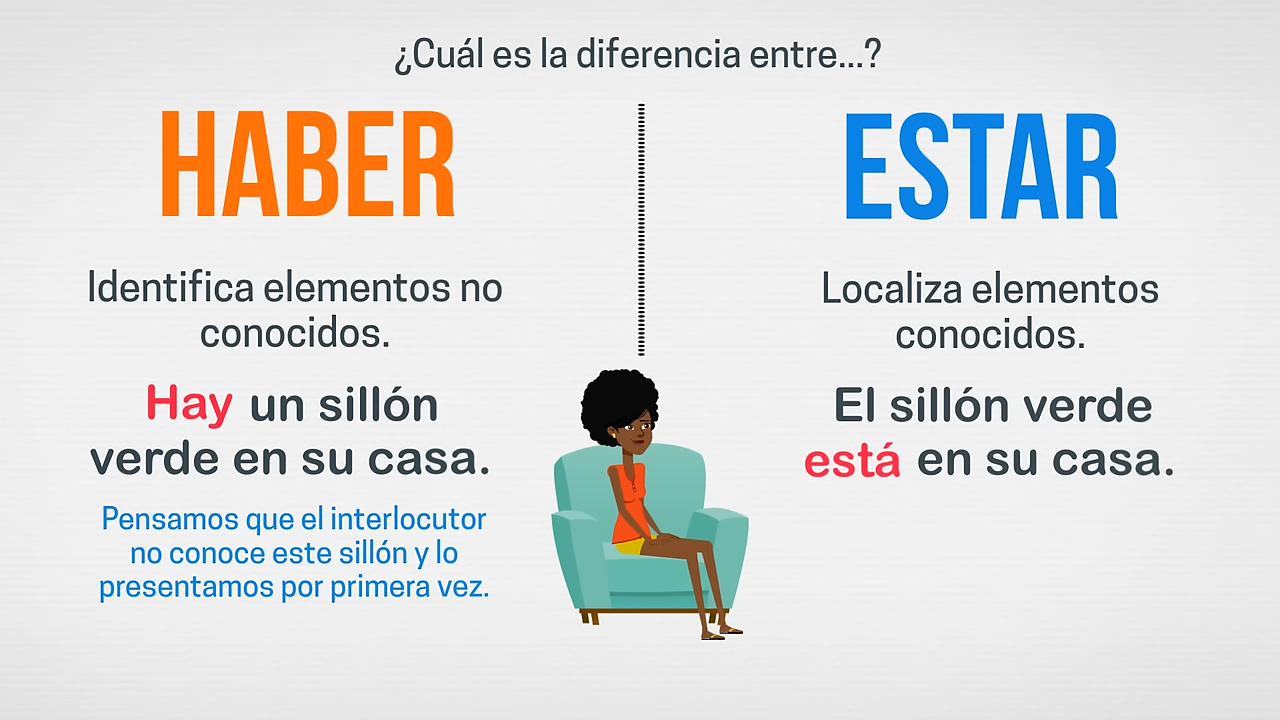 ¿Cuál es la diferencia entre...?
HABER
Identifica elementos no
conocidos.
Hay un sillón
verde en su casa.
Pensamos que el interlocutor
no conoce este sillón y lo
presentamos por primera vez.
ESTAR
Localiza elementos
conocidos.
El sillón verde
está en su casa.